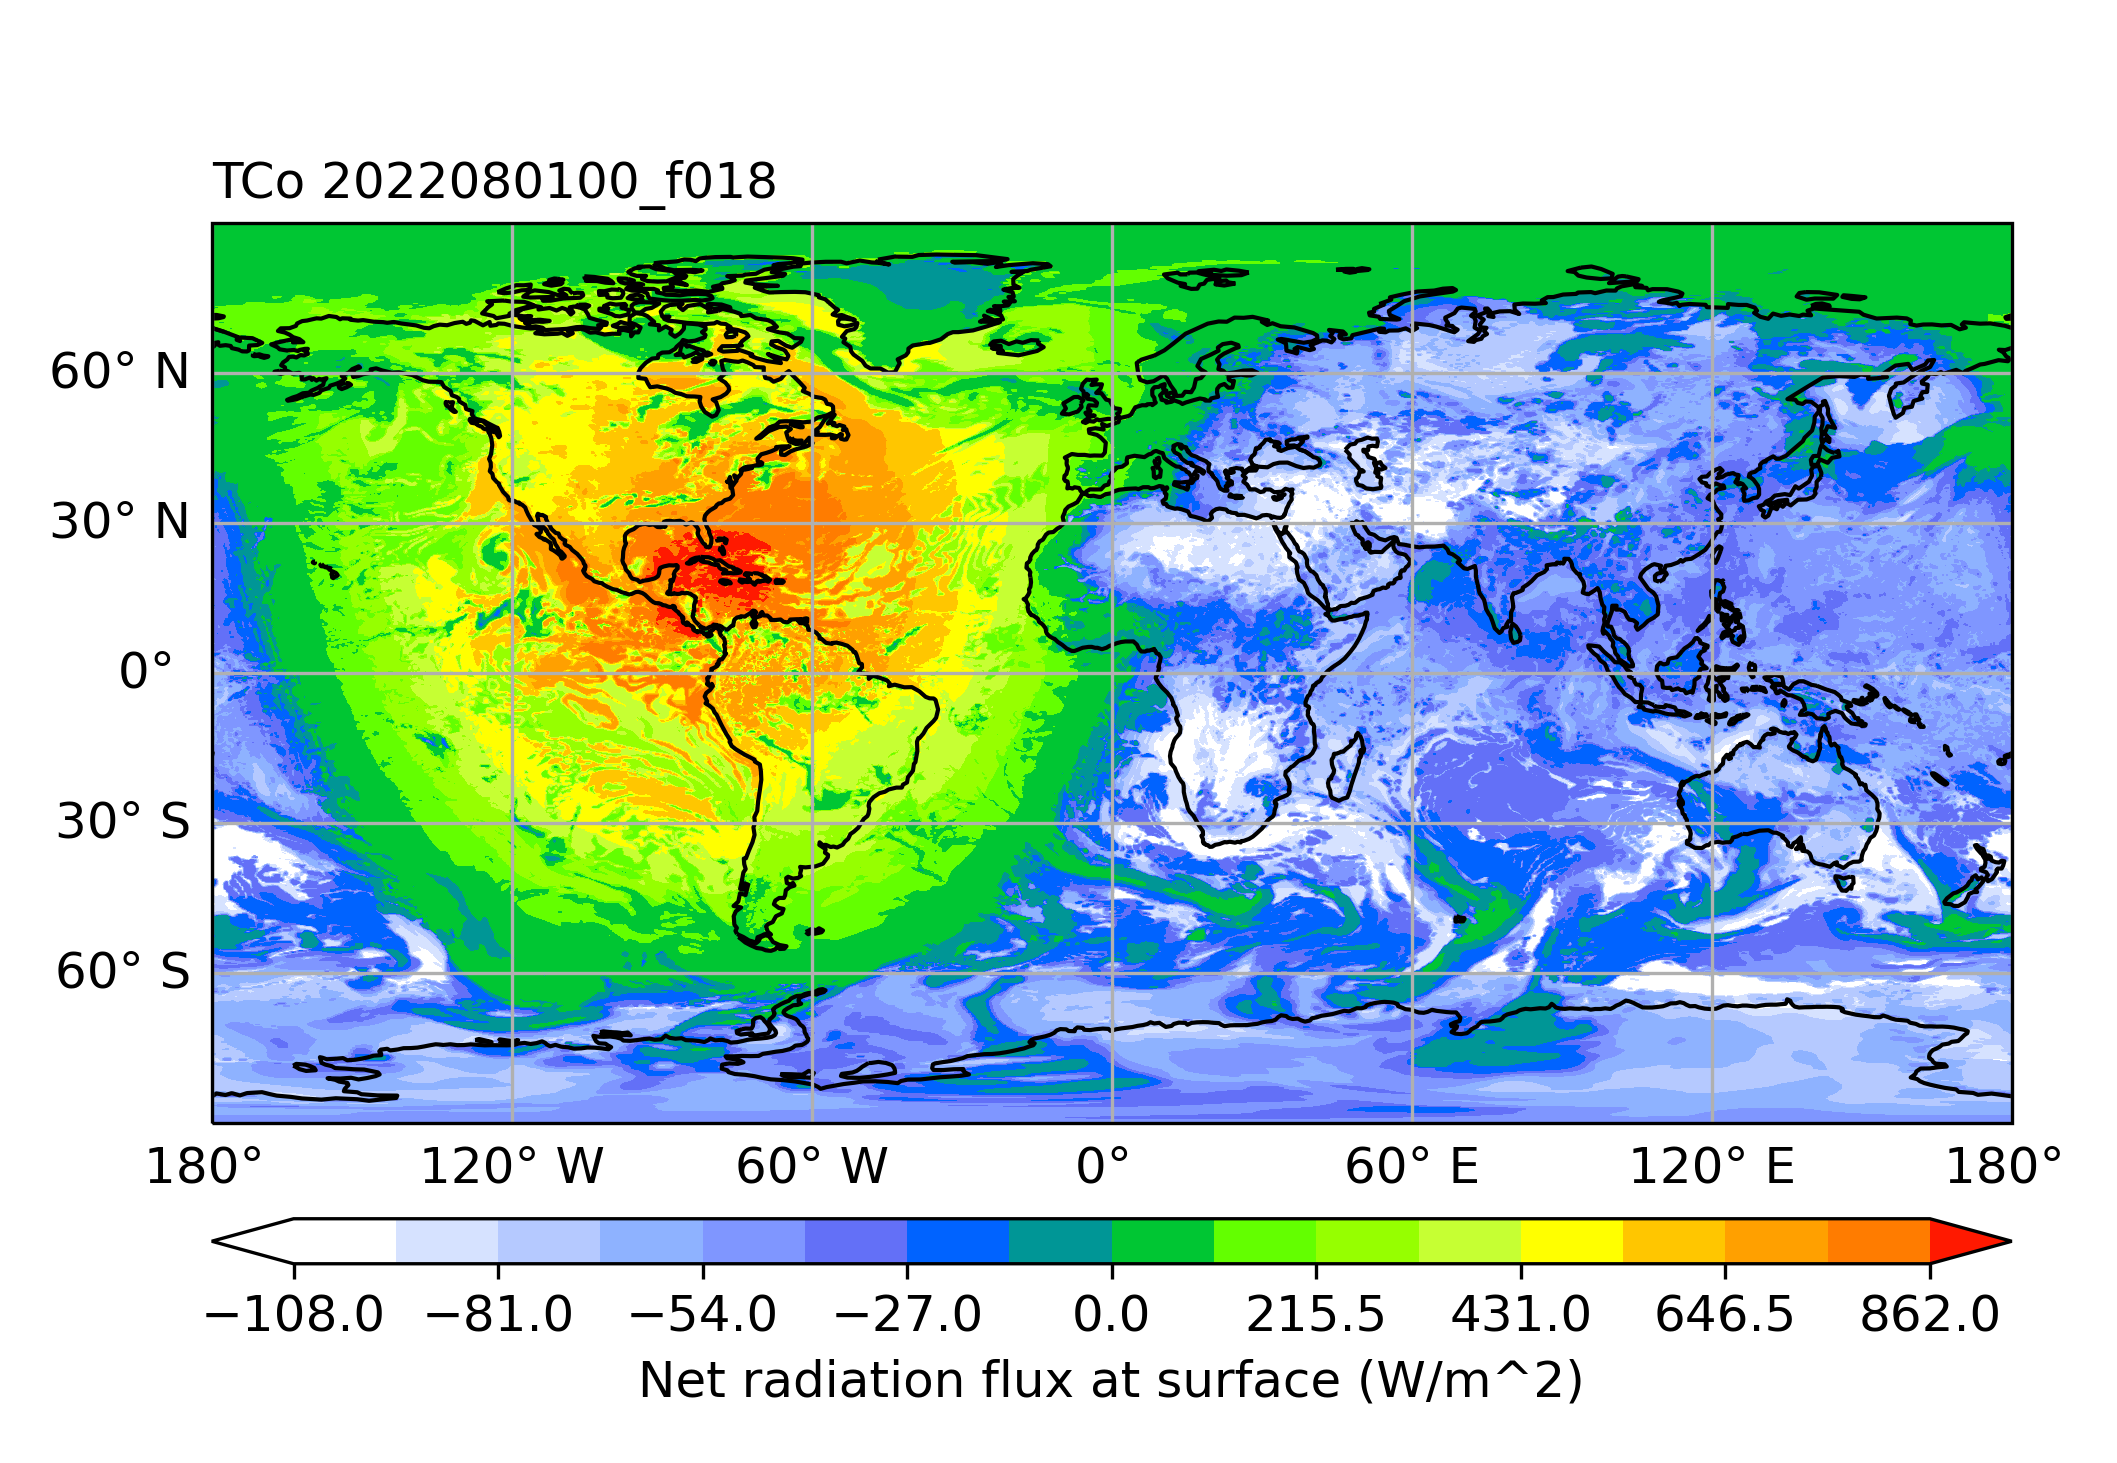 TCo 2022080100_f018
60° N
30° N
0°
30° S
60° S
180° 120° W 60° W 0° 60° E 120° E 180°
−108.0 −81.0 −54.0 −27.0 0.0 215.5 431.0 646.5 862.0
Net radiation flux at surface (W/m^2)